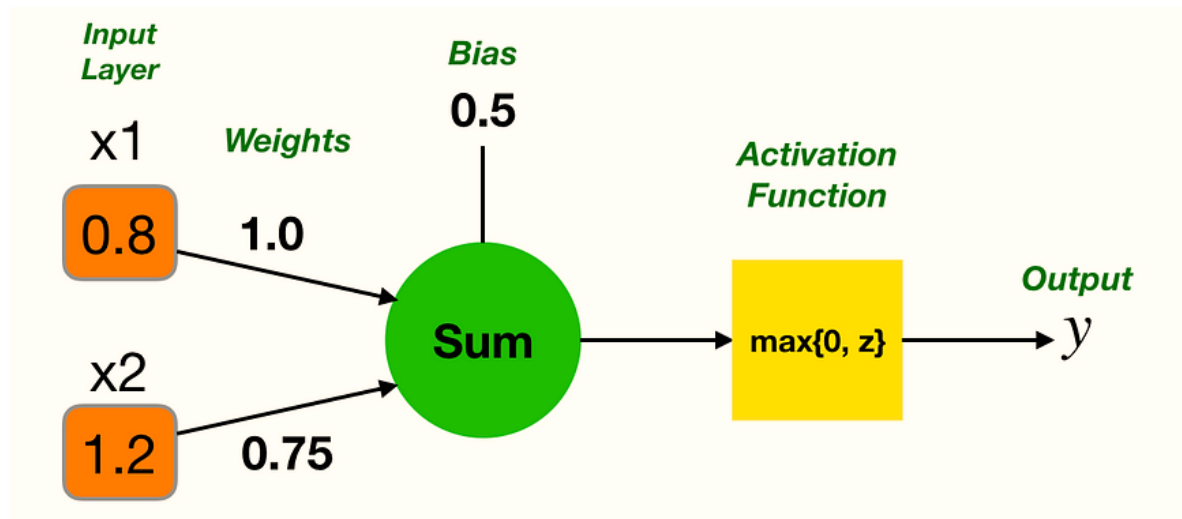 Input
Layer
x1
0.8
Weights
1.0
x2
1.2
0.75
Bias
0.5
Sum
Activation
Function
max{0, z}
Output
y